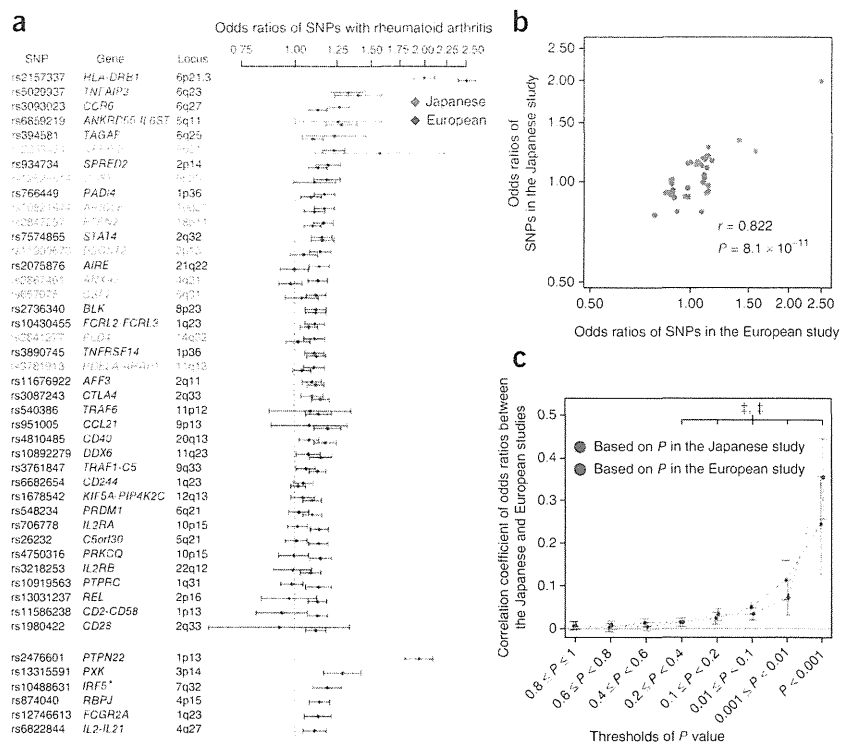 a
Odds ratios of SNPs with rheumatoid arthritis
0.75 1.00 1.25 1.50 1.75 2.00 2.25 2.50
SNP Gene Locus
rs2157337 HLA-DRB1 6p21.3
rs5029937 TNFAIP3 6q23
rs3093023 CCR6 6q27
rs6859219 ANKRD55-IL6ST 5q11
rs394581 TAGAP 6q25
rs934734 SPRED2 2p14
rs766449 PADI4 1p36
rs7574865 STAT4 2q32
rs2075876 AIRE 21q22
rs2736340 BLK 8p23
rs10430455 FCRL2-FCRL3 1q23
rs3890745 TNFRSF14 1p36
rs11676922 AFF3 2q11
rs3087243 CTLA4 2q33
rs540386 TRAF6 11p12
rs951005 CCL21 9p13
rs4810485 CD40 20q13
rs10892279 DDX6 11q23
rs3761847 TRAF1-C5 9q33
rs6682654 CD244 1q23
rs1678542 KIF5A-PIP4K2C 12q13
rs548234 PRDM1 6q21
rs706778 IL2RA 10p15
rs26232 C5orf30 5q21
rs4750316 PRKCQ 10p15
rs3218253 IL2RB 22q12
rs10919563 PTPRC 1q31
rs13031237 REL 2p16
rs11586238 CD2-CD58 1p13
rs1980422 CD28 2q33
rs2476601 PTPN22 1p13
rs13315591 PXK 3p14
rs10488631 IRF5* 7q32
rs874040 RBPJ 4p15
rs12746613 FCGR2A 1q23
rs6822844 IL2-IL21 4q27
Japanese
European
b
Odds ratios of
SNPs in the Japanese study
2.50
2.00
1.50
1.00
0.50
r = 0.822
P = 8.1 × 10⁻¹¹
0.50 1.00 1.50 2.00 2.50
Odds ratios of SNPs in the European study
c
Correlation coefficient of odds ratios between
the Japanese and European studies
0.5
0.4
0.3
0.2
0.1
0
‡, †
Based on P in the Japanese study
Based on P in the European study
0.8 ≤ P ≤ 1
0.6 ≤ P < 0.8
0.4 ≤ P < 0.6
0.2 ≤ P < 0.4
0.1 ≤ P < 0.2
0.01 ≤ P < 0.1
0.001 ≤ P < 0.01
P < 0.001
Thresholds of P value